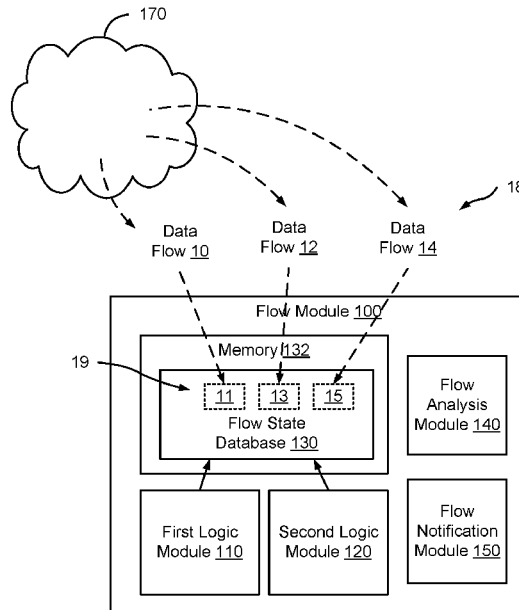 170
18
Data
Flow 10
Data
Flow 12
Data
Flow 14
Flow Module 100
Memory 132
19
11
13
15
Flow State
Database 130
Flow
Analysis
Module 140
First Logic
Module 110
Second Logic
Module 120
Flow
Notification
Module 150